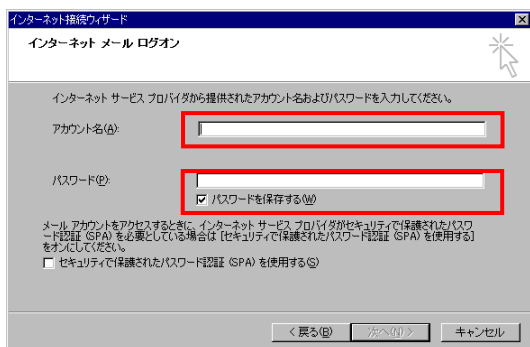 インターネット接続ウィザード
インターネット メール ログオン
インターネット サービス プロバイダから提供されたアカウント名およびパスワードを入力してください。
アカウント名(A):
パスワード(P):
パスワードを保存する(W)
メール アカウントをアクセスするときに、インターネット サービス プロバイダがセキュリティで保護されたパスワ
ード認証 (SPA) を必要としている場合は [セキュリティで保護されたパスワード認証 (SPA) を使用する]
をオンにしてください。
セキュリティで保護されたパスワード認証 (SPA) を使用する(S)
< 戻る(B) 次へ(N) > キャンセル